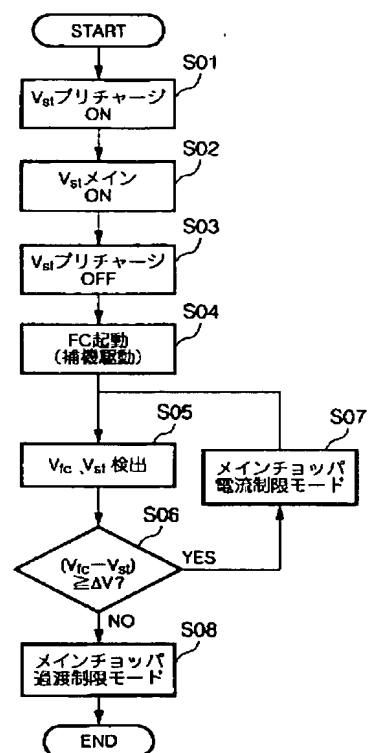 START
S01
Vstプリチャージ
ON
S02
Vstメイン
ON
S03
Vstプリチャージ
OFF
S04
FC起動
(補機駆動)
S05
Vfc、Vst 検出
S07
メインチョッパ
電流制限モード
S06
(Vfc−Vst)
≧ΔV?
YES
NO
S08
メインチョッパ
過渡制限モード
END